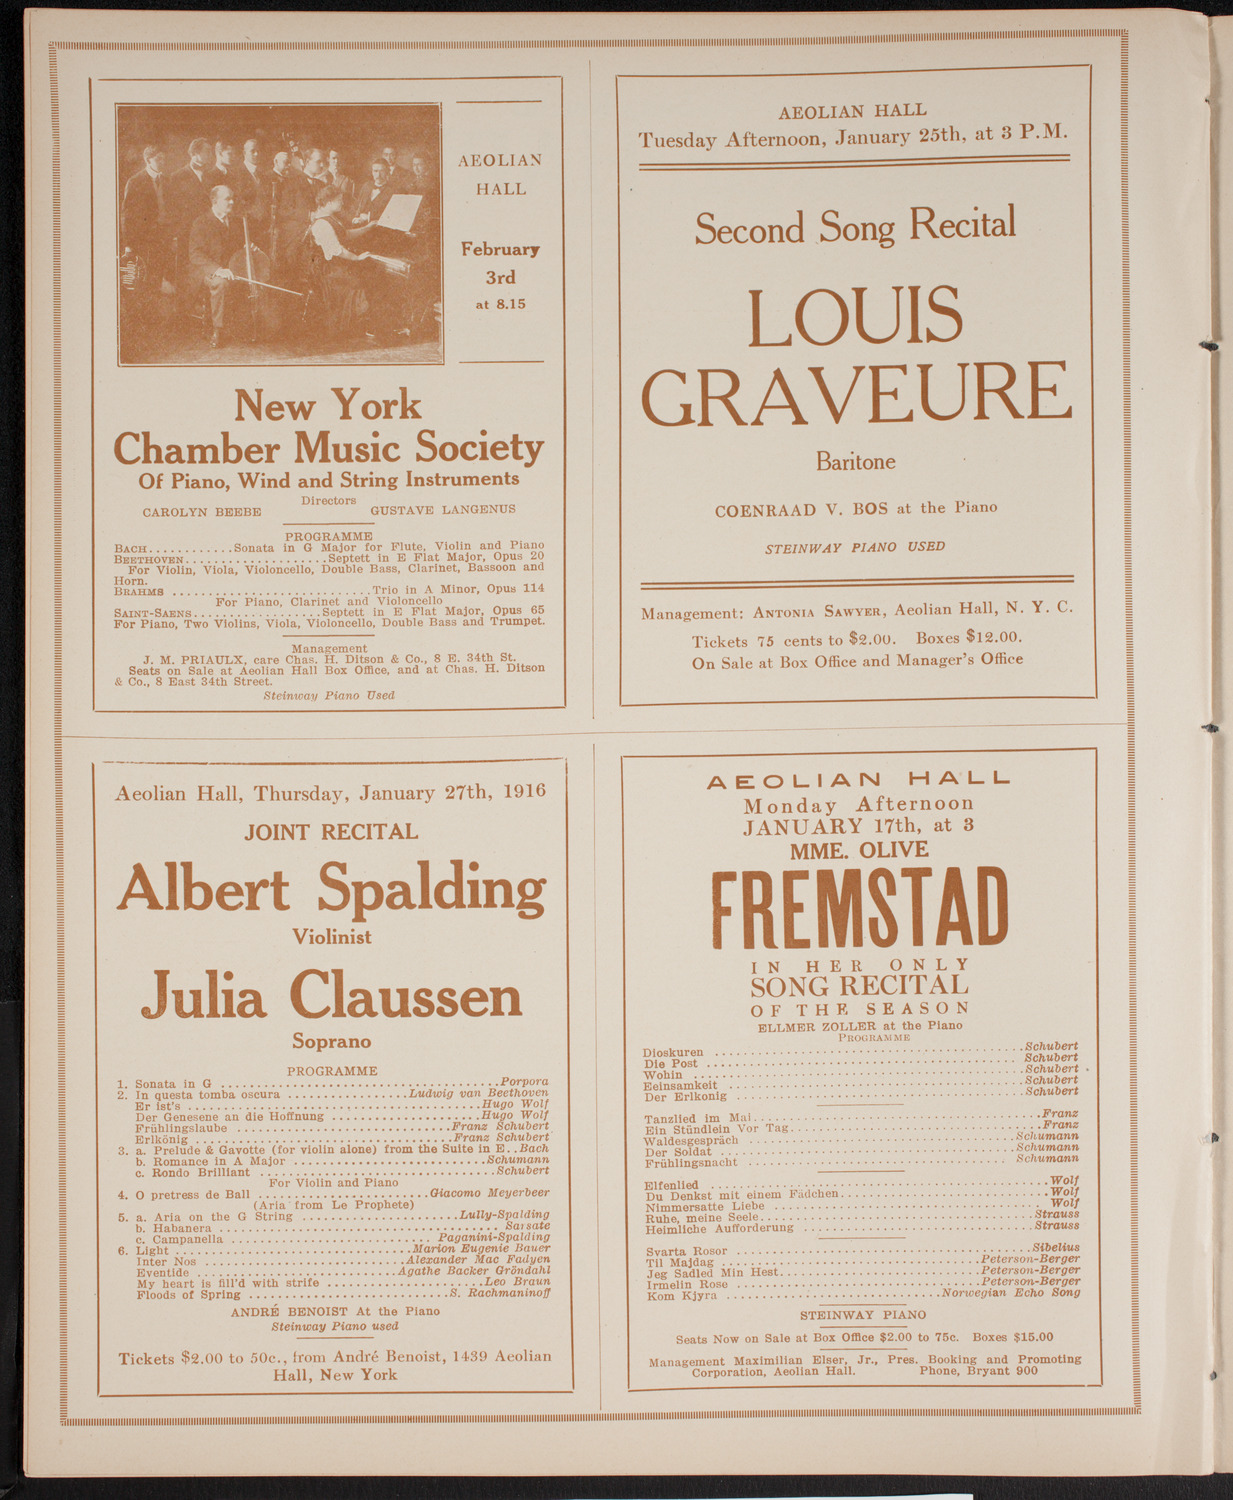 AEOLIAN
HALL
February
3rd
at 8.15
New York
Chamber Music Society
Of Piano, Wind and String Instruments
Directors
CAROLYN BEEBE GUSTAVE LANGENUS
PROGRAMME
BACH............Sonata in G Major for Flute, Violin and Piano
BEETHOVEN....................Septett in E Flat Major, Opus 20
For Violin, Viola, Violoncello, Double Bass, Clarinet, Bassoon and
Horn.
BRAHMS ............................Trio in A Minor, Opus 114
For Piano, Clarinet and Violoncello
SAINT-SAENS...................Septett in E Flat Major, Opus 65
For Piano, Two Violins, Viola, Violoncello, Double Bass and Trumpet.
Management
J. M. PRIAULX, care Chas. H. Ditson & Co., 8 E. 34th St.
Seats on Sale at Aeolian Hall Box Office, and at Chas. H. Ditson
& Co., 8 East 34th Street.
Steinway Piano Used
AEOLIAN HALL
Tuesday Afternoon, January 25th, at 3 P.M.
Second Song Recital
LOUIS
GRAVEURE
Baritone
COENRAAD V. BOS at the Piano
STEINWAY PIANO USED
Management: ANTONIA SAWYER, Aeolian Hall, N. Y. C.
Tickets 75 cents to $2.00. Boxes $12.00.
On Sale at Box Office and Manager's Office
Aeolian Hall, Thursday, January 27th, 1916
JOINT RECITAL
Albert Spalding
Violinist
Julia Claussen
Soprano
PROGRAMME
1. Sonata in G .......................................Porpora
2. In questa tomba oscura .................Ludwig van Beethoven
Er ist's .........................................Hugo Wolf
Der Genesene an die Hoffnung .....................Hugo Wolf
Frühlingslaube ..............................Franz Schubert
Erlkönig ....................................Franz Schubert
3. a. Prelude & Gavotte (for violin alone) from the Suite in E..Bach
b. Romance in A Major ...........................Schumann
c. Rondo Brilliant .................................Schubert
For Violin and Piano
4. O pretress de Ball ........................Giacomo Meyerbeer
(Aria from Le Prophete)
5. a. Aria on the G String ......................Lully-Spalding
b. Habanera ....................................... Sarsate
c. Campanella ............................ Paganini-Spalding
6. Light .................................Marion Eugenie Bauer
Inter Nos ............................Alexander Mac Fadyen
Eventide ............................Agathe Backer Gröndahl
My heart is fill'd with strife ......................Leo Braun
Floods of Spring ............................S. Rachmaninoff
ANDRÉ BENOIST At the Piano
Steinway Piano used
Tickets $2.00 to 50c., from André Benoist, 1439 Aeolian
Hall, New York
AEOLIAN HALL
Monday Afternoon
JANUARY 17th, at 3
MME. OLIVE
FREMSTAD
IN HER ONLY
SONG RECITAL
OF THE SEASON
ELLMER ZOLLER at the Piano
PROGRAMME
Dioskuren ...........................................Schubert
Die Post ............................................Schubert
Wohin ..............................................Schubert
Eeinsamkeit .........................................Schubert
Der Erlkonig ........................................Schubert
Tanzlied im Mai........................................Franz
Ein Stündlein Vor Tag..................................Franz
Waldesgespräch .....................................Schumann
Der Soldat .........................................Schumann
Frühlingsnacht .................................... Schumann
Elfenlied ...............................................Wolf
Du Denkst mit einem Fädchen.............................Wolf
Nimmersatte Liebe ..................................... Wolf
Ruhe, meine Seele.....................................Strauss
Heimliche Aufforderung ................................Strauss
Svarta Rosor .........................................Sibelius
Til Majdag ....................................Peterson-Berger
Jeg Sadled Min Hest............................Peterson-Berger
Irmelin Rose ...................................Peterson-Berger
Kom Kjyra ..............................Norwegian Echo Song
STEINWAY PIANO
Seats Now on Sale at Box Office $2.00 to 75c. Boxes $15.00
Management Maximilian Elser, Jr., Pres. Booking and Promoting
Corporation, Aeolian Hall. Phone, Bryant 900